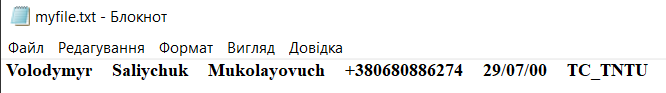 myfile.txt - Блокнот
Файл Редагування Формат Вигляд Довідка
Volodymyr Saliychuk Mukolayovuch +380680886274 29/07/00 TC_TNTU